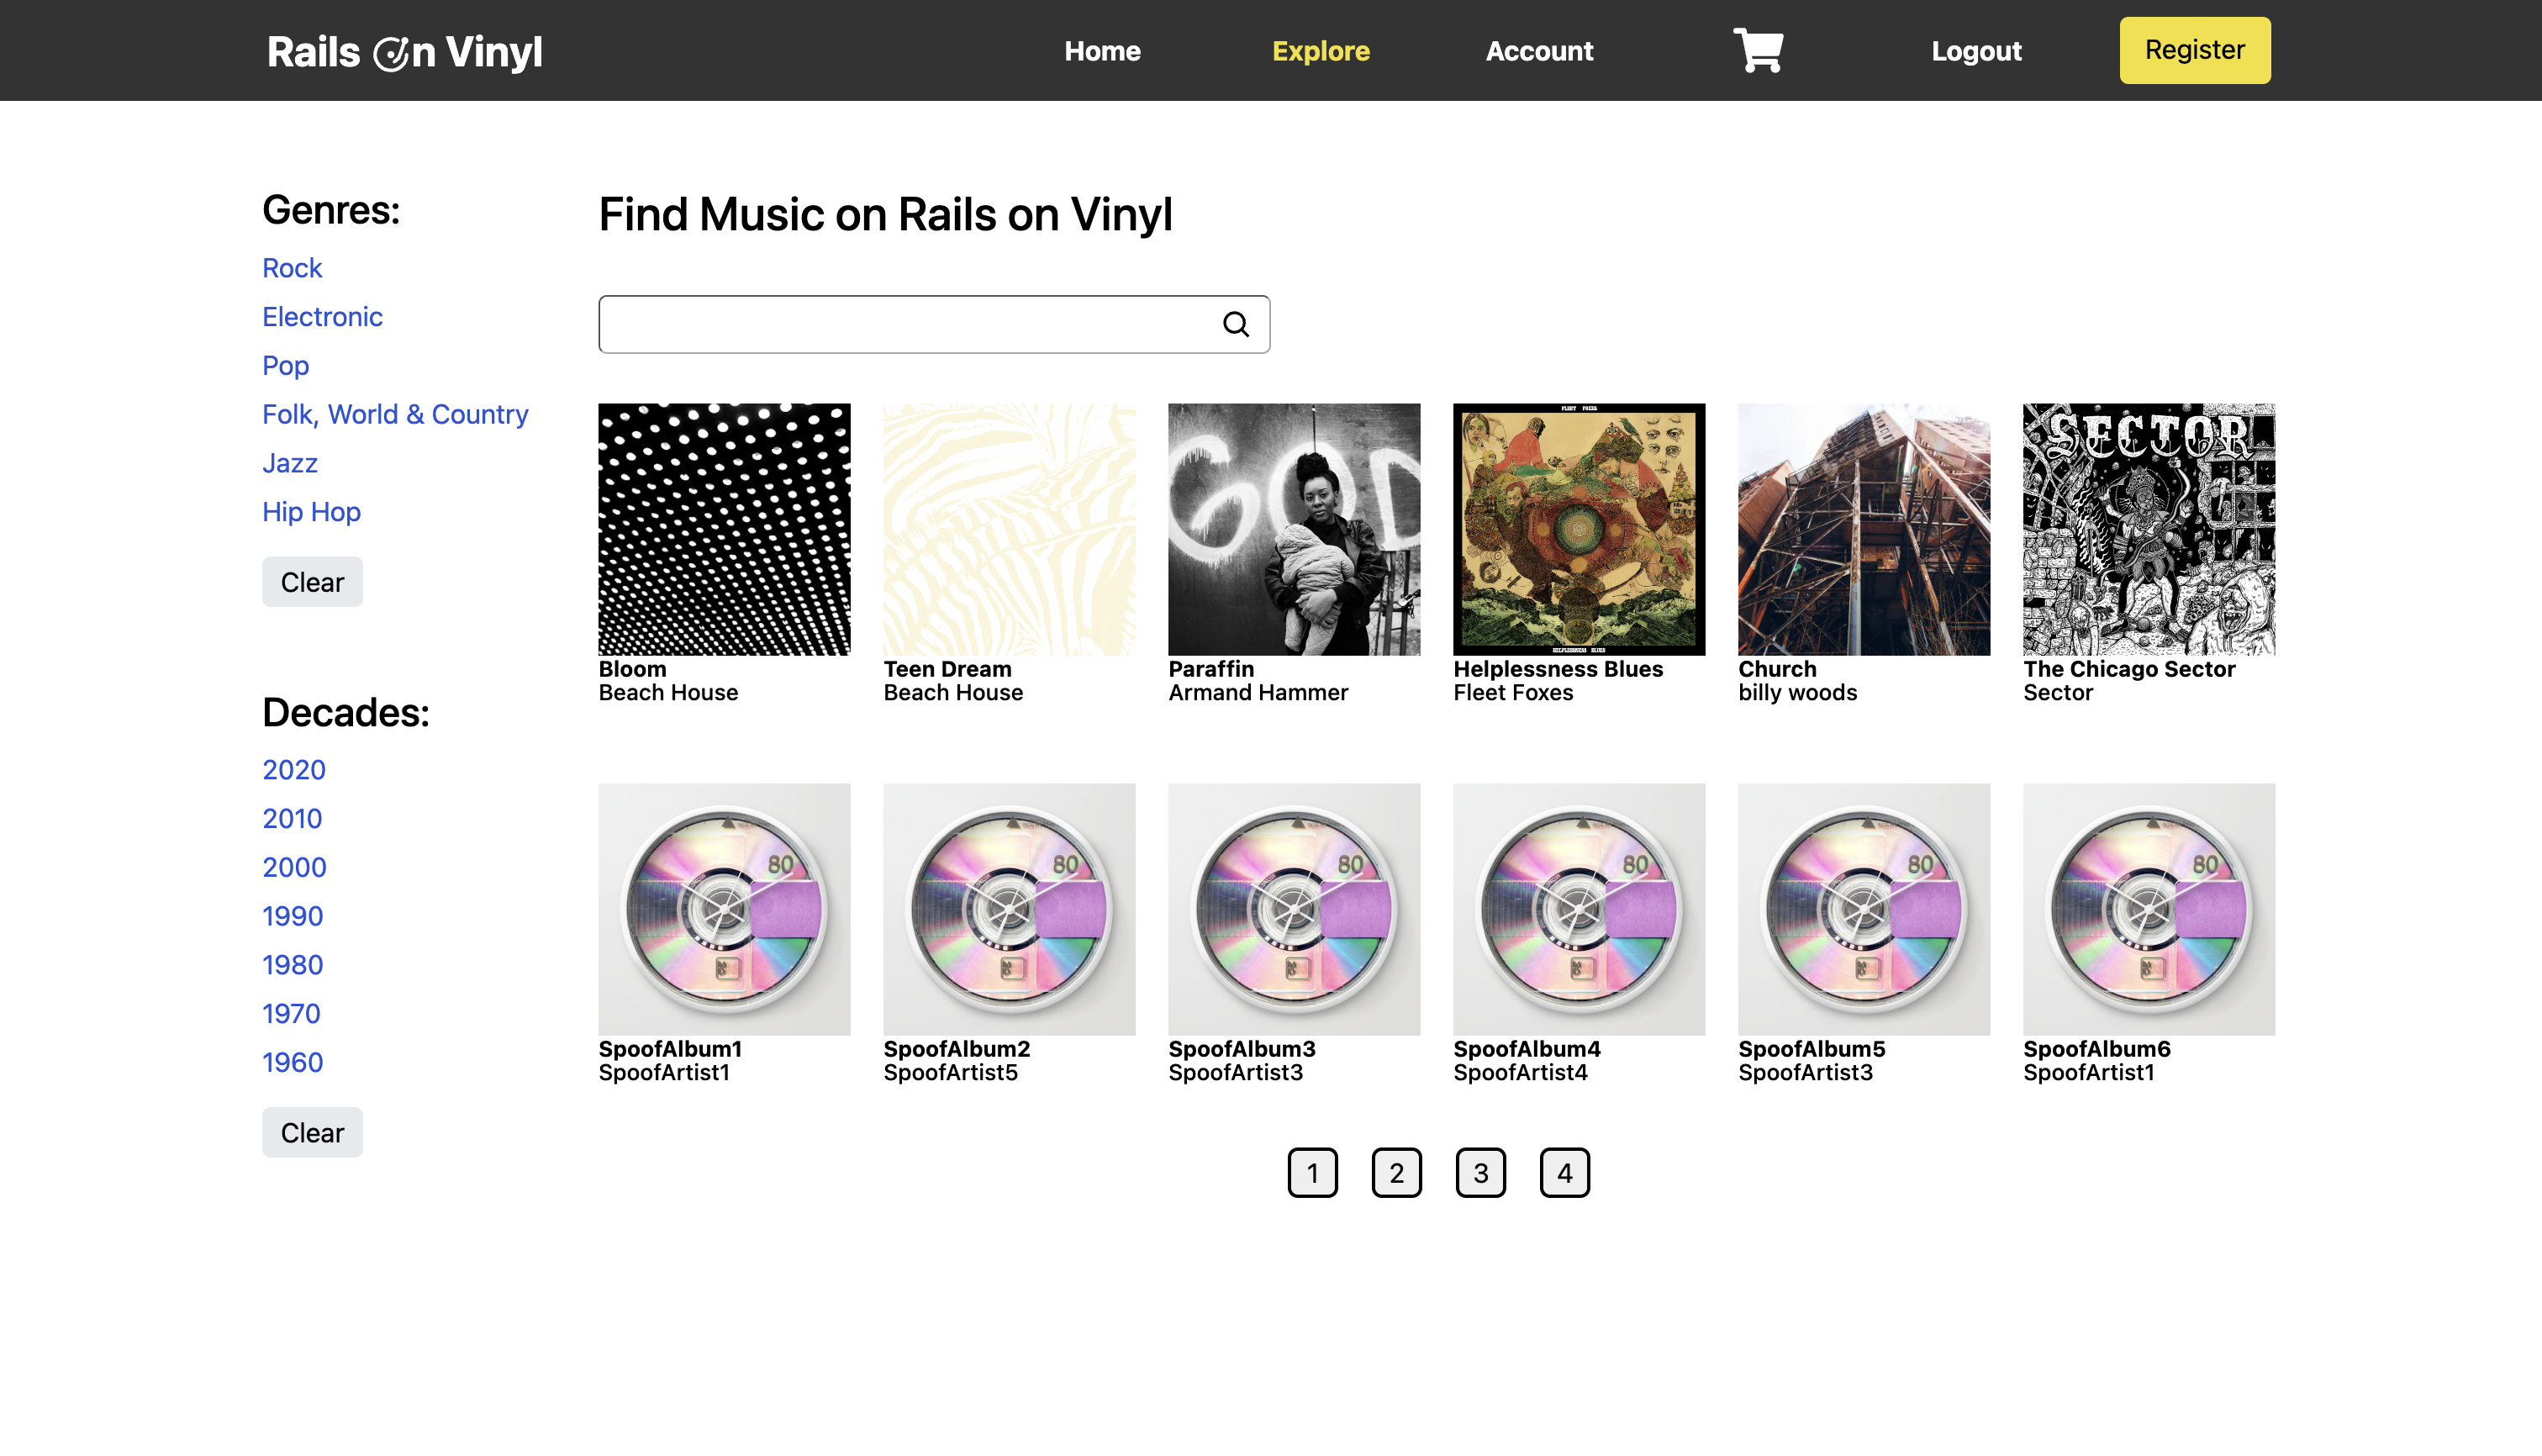 Rails On Vinyl
Home
Explore
Account
Logout
Register
Genres:
Rock
Electronic
Pop
Folk, World & Country
Jazz
Hip Hop
Clear
Decades:
2020
2010
2000
1990
1980
1970
1960
Clear
Find Music on Rails on Vinyl
GOD
FLEET FOXES
HELPLESSNESS BLUES
SECTOR
Bloom
Beach House
Teen Dream
Beach House
Paraffin
Armand Hammer
Helplessness Blues
Fleet Foxes
Church
billy woods
The Chicago Sector
Sector
80
80
80
80
80
80
SpoofAlbum1
SpoofArtist1
SpoofAlbum2
SpoofArtist5
SpoofAlbum3
SpoofArtist3
SpoofAlbum4
SpoofArtist4
SpoofAlbum5
SpoofArtist3
SpoofAlbum6
SpoofArtist1
1 2 3 4